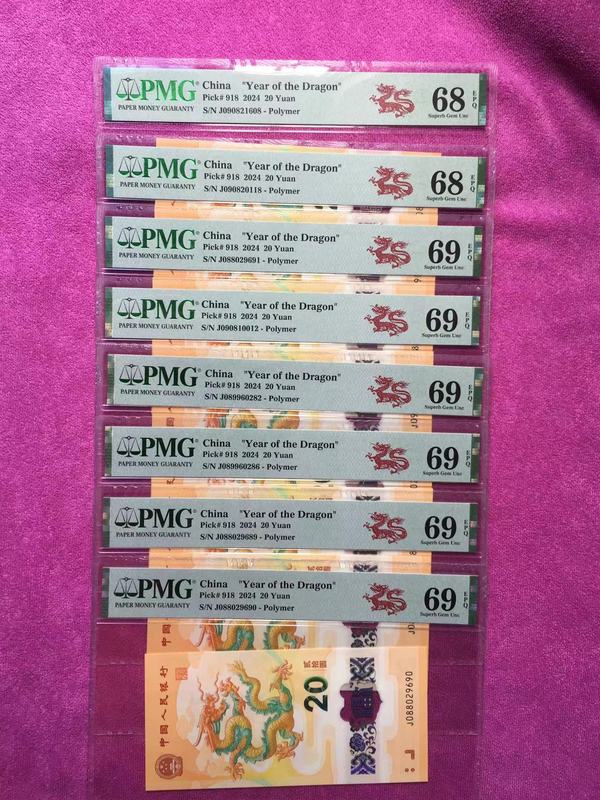 PMG® China "Year of the Dragon"
Pick# 918 2024 20 Yuan
PAPER MONEY GUARANTY S/N J090821608 - Polymer
68 EPQ
Superb Gem Unc
PMG® China "Year of the Dragon"
Pick# 918 2024 20 Yuan
PAPER MONEY GUARANTY S/N J090820118 - Polymer
68 EPQ
Superb Gem Unc
PMG® China "Year of the Dragon"
Pick# 918 2024 20 Yuan
PAPER MONEY GUARANTY S/N J088029691 - Polymer
69 EPQ
Superb Gem Unc
PMG® China "Year of the Dragon"
Pick# 918 2024 20 Yuan
PAPER MONEY GUARANTY S/N J090810012 - Polymer
69 EPQ
Superb Gem Unc
PMG® China "Year of the Dragon"
Pick# 918 2024 20 Yuan
PAPER MONEY GUARANTY S/N J089960282 - Polymer
69 EPQ
Superb Gem Unc
PMG® China "Year of the Dragon"
Pick# 918 2024 20 Yuan
PAPER MONEY GUARANTY S/N J089960286 - Polymer
69 EPQ
Superb Gem Unc
PMG® China "Year of the Dragon"
Pick# 918 2024 20 Yuan
PAPER MONEY GUARANTY S/N J088029689 - Polymer
69 EPQ
Superb Gem Unc
PMG® China "Year of the Dragon"
Pick# 918 2024 20 Yuan
PAPER MONEY GUARANTY S/N J088029690 - Polymer
69 EPQ
Superb Gem Unc
中国人民银行
20
贰拾圆
J088029690